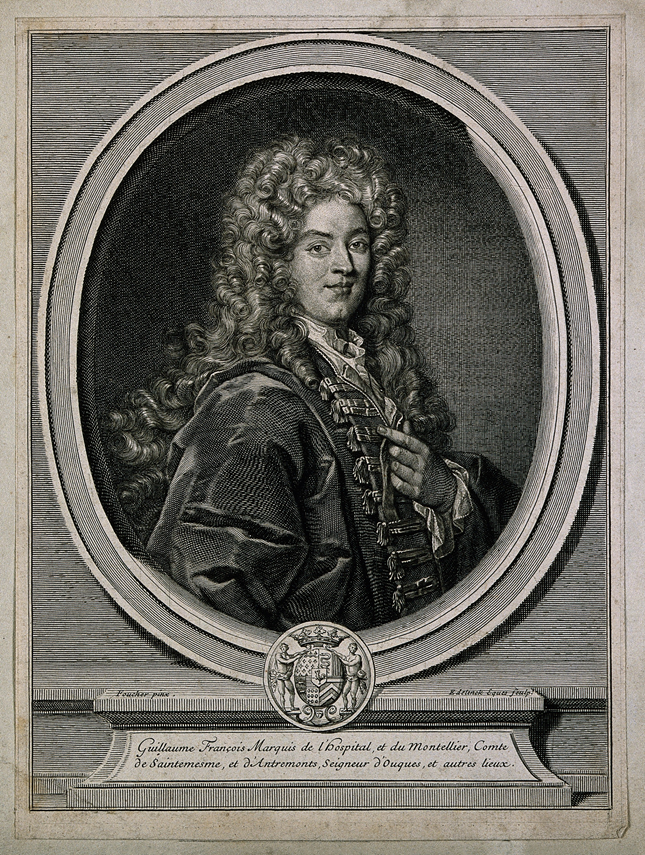 Foucher pinx.
Edelinck Eques sculp.
Guillaume François Marquis de l'hospital, et du Montellier, Comte
de Saintemesme, et d'Antremonts, Seigneur d'Ouques, et autres lieux.